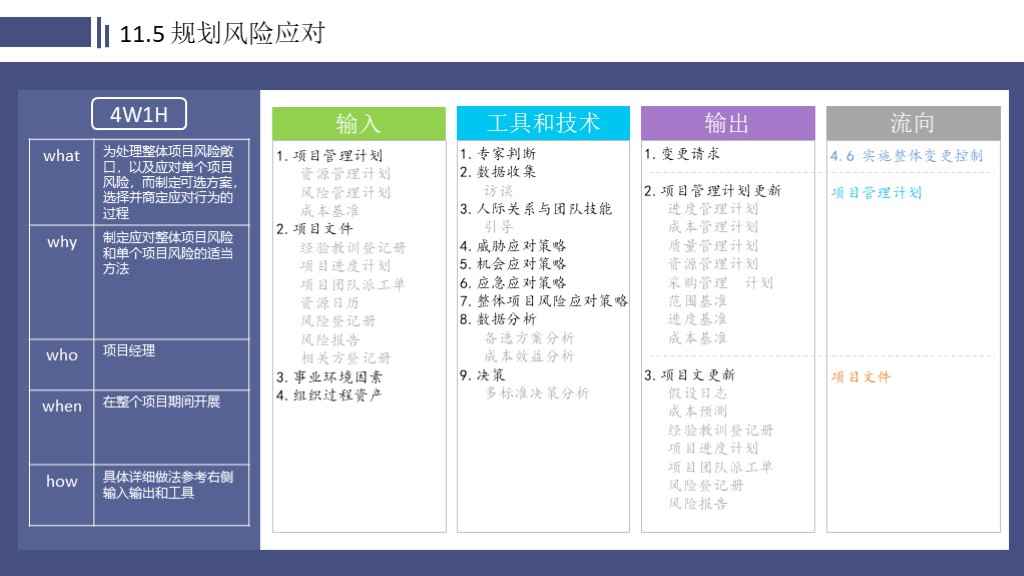 11.5 规划风险应对
4W1H
what
为处理整体项目风险敞
口，以及应对单个项目
风险，而制定可选方案，
选择并商定应对行为的
过程
why
制定应对整体项目风险
和单个项目风险的适当
方法
who
项目经理
when
在整个项目期间开展
how
具体详细做法参考右侧
输入输出和工具
输入
1.项目管理计划
资源管理计划
风险管理计划
成本基准
2.项目文件
经验教训登记册
项目进度计划
项目团队派工单
资源日历
风险登记册
风险报告
相关方登记册
3.事业环境因素
4.组织过程资产
工具和技术
1.专家判断
2.数据收集
访谈
3.人际关系与团队技能
引导
4.威胁应对策略
5.机会应对策略
6.应急应对策略
7.整体项目风险应对策略
8.数据分析
备选方案分析
成本效益分析
9.决策
多标准决策分析
输出
1.变更请求
2.项目管理计划更新
进度管理计划
成本管理计划
质量管理计划
资源管理计划
采购管理 计划
范围基准
进度基准
成本基准
3.项目文更新
假设日志
成本预测
经验教训登记册
项目进度计划
项目团队派工单
风险登记册
风险报告
流向
4.6 实施整体变更控制
项目管理计划
项目文件